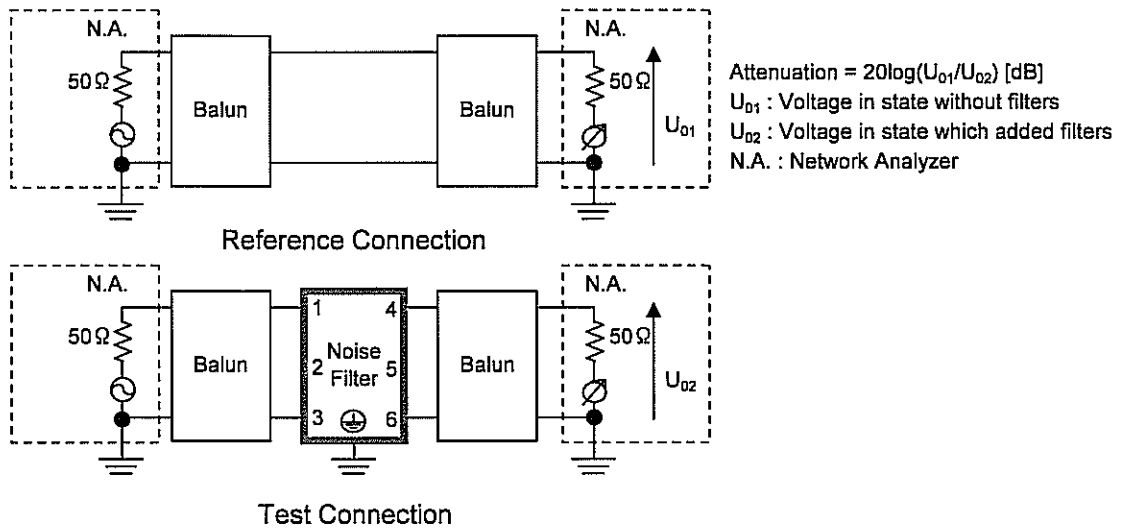 N.A.
50Ω
Balun
Balun
N.A.
50Ω
U01
Attenuation = 20log(U01/U02) [dB]
U01 : Voltage in state without filters
U02 : Voltage in state which added filters
N.A. : Network Analyzer
Reference Connection
N.A.
50Ω
Balun
1 4
2 Noise 5
Filter
3 6
Balun
N.A.
50Ω
U02
Test Connection